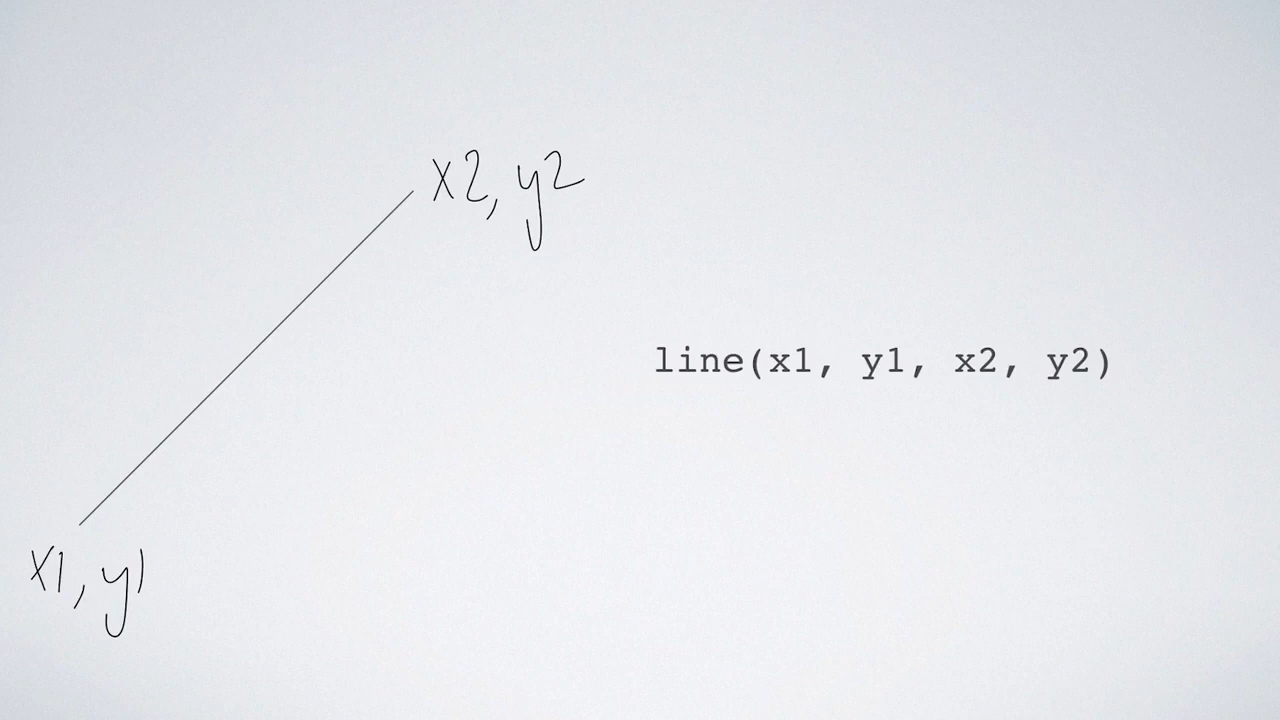 x2, y2
line(x1, y1, x2, y2)
x1, y1